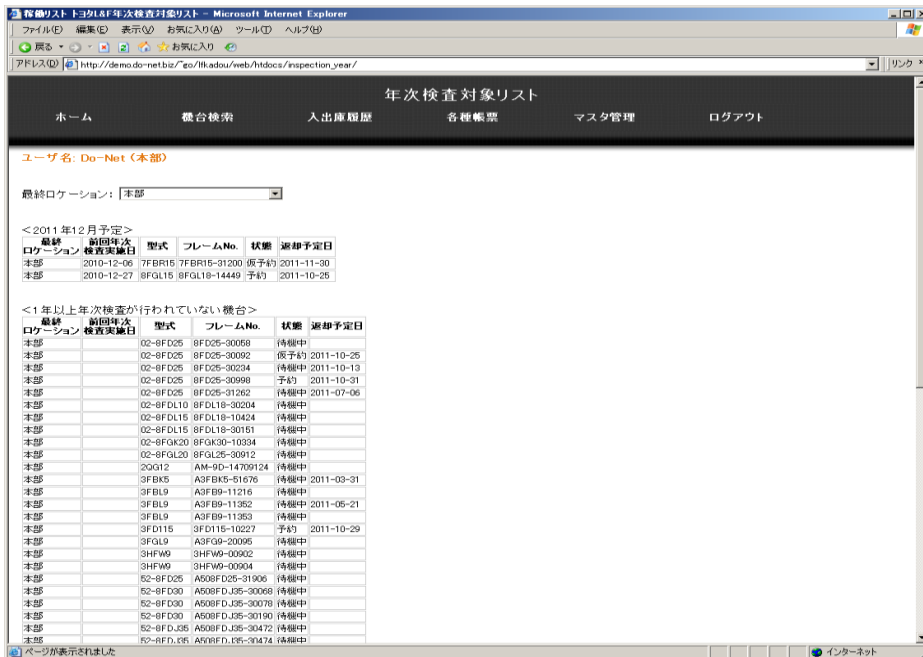 稼働リスト トヨタL&F年次検査対象リスト - Microsoft Internet Explorer
ファイル(F) 編集(E) 表示(V) お気に入り(A) ツール(T) ヘルプ(H)
戻る お気に入り
アドレス(D) http://demo.do-net.biz/~go/lfkadou/web/htdocs/inspection_year/ リンク
年次検査対象リスト
ホーム 機台検索 入出庫履歴 各種帳票 マスタ管理 ログアウト
ユーザ名: Do-Net (本部)
最終ロケーション: 本部
<2011年12月予定>
最終ロケーション 前回年次検査実施日 型式 フレームNo. 状態 返却予定日
本部 2010-12-06 7FBR15 7FBR15-31200 仮予約 2011-11-30
本部 2010-12-27 8FGL15 8FGL18-14449 予約 2011-10-25
<1年以上年次検査が行われていない機台>
最終ロケーション 前回年次検査実施日 型式 フレームNo. 状態 返却予定日
本部 02-8FD25 8FD25-30058 待機中
本部 02-8FD25 8FD25-30092 仮予約 2011-10-25
本部 02-8FD25 8FD25-30234 待機中 2011-10-13
本部 02-8FD25 8FD25-30998 予約 2011-10-31
本部 02-8FD25 8FD25-31262 待機中 2011-07-06
本部 02-8FDL10 8FDL18-30204 待機中
本部 02-8FDL15 8FDL18-10424 待機中
本部 02-8FDL15 8FDL18-30151 待機中
本部 02-8FGK20 8FGK30-10334 待機中
本部 02-8FGL20 8FGL25-30912 待機中
本部 2QG12 AM-9D-14709124 待機中
本部 3FBK5 A3FBK5-51676 待機中 2011-03-31
本部 3FBL9 A3FB9-11216 待機中
本部 3FBL9 A3FB9-11352 待機中 2011-05-21
本部 3FBL9 A3FB9-11353 待機中
本部 3FD115 3FD115-10227 予約 2011-10-29
本部 3FGL9 A3FG9-20095 待機中
本部 3HFW9 3HFW9-00902 待機中
本部 3HFW9 3HFW9-00904 待機中
本部 52-8FD25 A508FD25-31906 待機中
本部 52-8FD30 A508FDJ35-30068 待機中
本部 52-8FD30 A508FDJ35-30078 待機中
本部 52-8FD30 A508FDJ35-30190 待機中
本部 52-8FDJ35 A508FDJ35-30472 待機中
本部 52-8FDJ35 A508FDJ35-30474 待機中
ページが表示されました インターネット